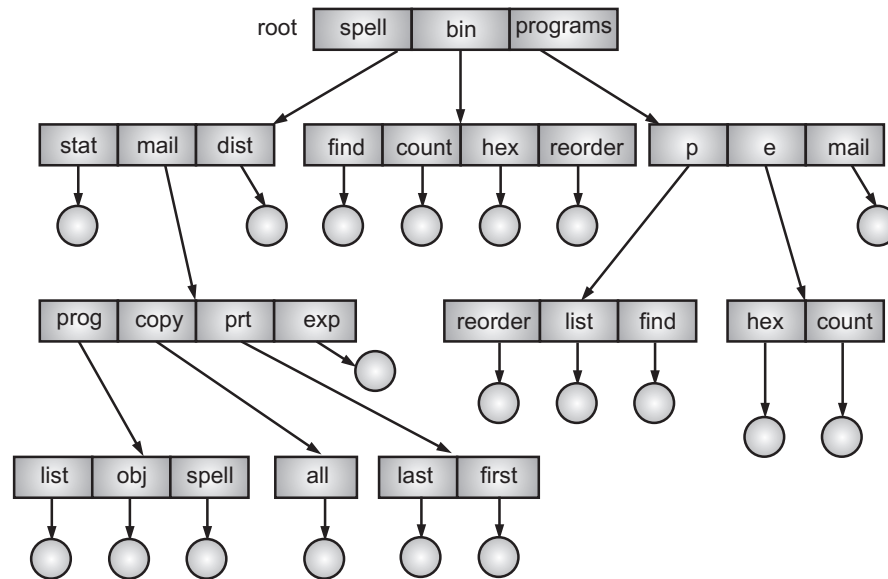 root spell bin programs
stat mail dist find count hex reorder p e mail
prog copy prt exp reorder list find hex count
list obj spell all last first